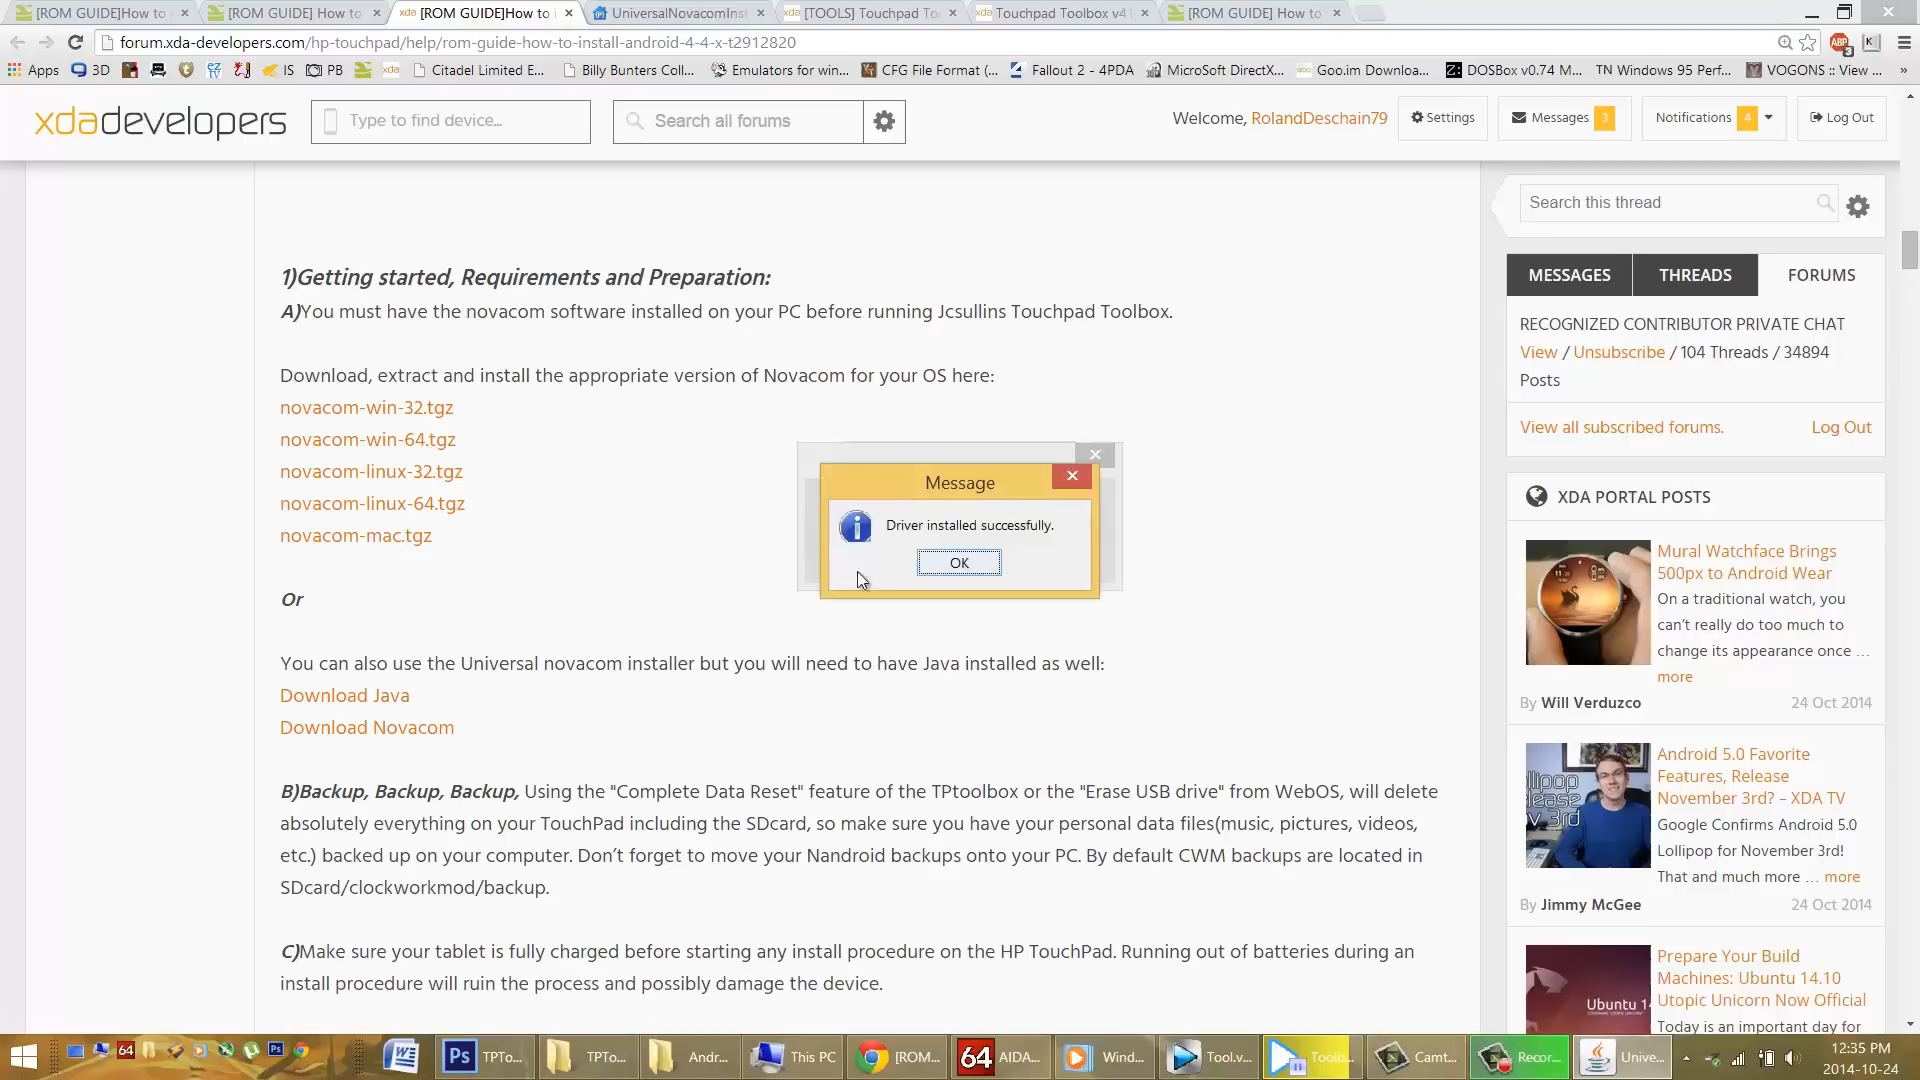 [ROM GUIDE]How to
[ROM GUIDE] How to
[ROM GUIDE]How to i
UniversalNovacomInst
[TOOLS] Touchpad To
Touchpad Toolbox v4
[ROM GUIDE] How to
forum.xda-developers.com/hp-touchpad/help/rom-guide-how-to-install-android-4-4-x-t2912820
ABP
3
K
Apps
3D
IS
PB
Citadel Limited E...
Billy Bunters Coll...
Emulators for win...
CFG File Format (...
Fallout 2 - 4PDA
MicroSoft DirectX...
Goo.im Downloa...
DOSBox v0.74 M...
TN Windows 95 Perf...
VOGONS :: View ...
»
xdadevelopers
Type to find device...
Search all forums
Welcome, RolandDeschain79
Settings
Messages 3
Notifications 4
Log Out
1)Getting started, Requirements and Preparation:
A)You must have the novacom software installed on your PC before running Jcsullins Touchpad Toolbox.
Download, extract and install the appropriate version of Novacom for your OS here:
novacom-win-32.tgz
novacom-win-64.tgz
novacom-linux-32.tgz
novacom-linux-64.tgz
novacom-mac.tgz
Or
You can also use the Universal novacom installer but you will need to have Java installed as well:
Download Java
Download Novacom
B)Backup, Backup, Backup, Using the "Complete Data Reset" feature of the TPtoolbox or the "Erase USB drive" from WebOS, will delete
absolutely everything on your TouchPad including the SDcard, so make sure you have your personal data files(music, pictures, videos,
etc.) backed up on your computer. Don't forget to move your Nandroid backups onto your PC. By default CWM backups are located in
SDcard/clockworkmod/backup.
C)Make sure your tablet is fully charged before starting any install procedure on the HP TouchPad. Running out of batteries during an
install procedure will ruin the process and possibly damage the device.
Message
Driver installed successfully.
OK
Search this thread
MESSAGES
THREADS
FORUMS
RECOGNIZED CONTRIBUTOR PRIVATE CHAT
View / Unsubscribe / 104 Threads / 34894
Posts
View all subscribed forums.
Log Out
XDA PORTAL POSTS
Mural Watchface Brings
500px to Android Wear
On a traditional watch, you
can't really do too much to
change its appearance once ...
more
By Will Verduzco
24 Oct 2014
Android 5.0 Favorite
Features, Release
November 3rd? – XDA TV
Google Confirms Android 5.0
Lollipop for November 3rd!
That and much more ... more
By Jimmy McGee
24 Oct 2014
Prepare Your Build
Machines: Ubuntu 14.10
Utopic Unicorn Now Official
Today is an important day for
Ubuntu 14
64
Ps
TPTo...
TPTo...
Andr...
This PC
[ROM...
64
AIDA...
Wind...
Tool.v...
Toolb...
Camt...
Recor...
Unive...
12:35 PM
2014-10-24